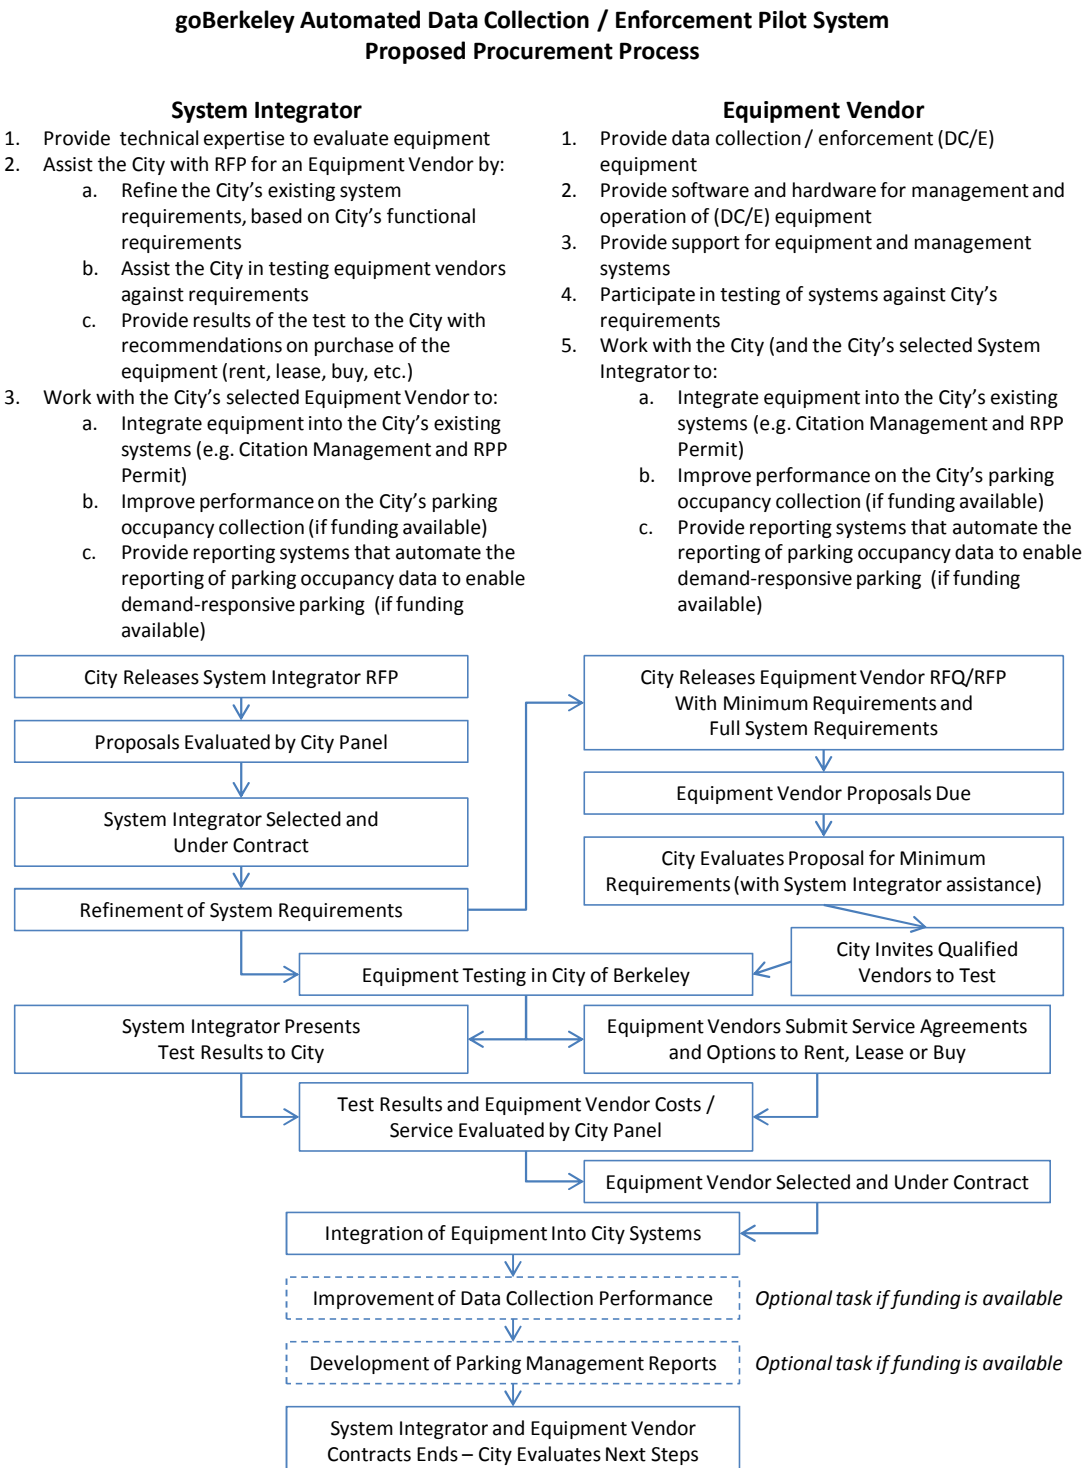 goBerkeley Automated Data Collection / Enforcement Pilot System
Proposed Procurement Process
System Integrator
1. Provide technical expertise to evaluate equipment
2. Assist the City with RFP for an Equipment Vendor by:
a. Refine the City's existing system
requirements, based on City's functional
requirements
b. Assist the City in testing equipment vendors
against requirements
c. Provide results of the test to the City with
recommendations on purchase of the
equipment (rent, lease, buy, etc.)
3. Work with the City's selected Equipment Vendor to:
a. Integrate equipment into the City's existing
systems (e.g. Citation Management and RPP
Permit)
b. Improve performance on the City's parking
occupancy collection (if funding available)
c. Provide reporting systems that automate the
reporting of parking occupancy data to enable
demand-responsive parking (if funding
available)
Equipment Vendor
1. Provide data collection / enforcement (DC/E)
equipment
2. Provide software and hardware for management and
operation of (DC/E) equipment
3. Provide support for equipment and management
systems
4. Participate in testing of systems against City's
requirements
5. Work with the City (and the City's selected System
Integrator to:
a. Integrate equipment into the City's existing
systems (e.g. Citation Management and RPP
Permit)
b. Improve performance on the City's parking
occupancy collection (if funding available)
c. Provide reporting systems that automate the
reporting of parking occupancy data to enable
demand-responsive parking (if funding
available)
City Releases System Integrator RFP
Proposals Evaluated by City Panel
System Integrator Selected and
Under Contract
Refinement of System Requirements
City Releases Equipment Vendor RFQ/RFP
With Minimum Requirements and
Full System Requirements
Equipment Vendor Proposals Due
City Evaluates Proposal for Minimum
Requirements (with System Integrator assistance)
City Invites Qualified
Vendors to Test
Equipment Testing in City of Berkeley
System Integrator Presents
Test Results to City
Equipment Vendors Submit Service Agreements
and Options to Rent, Lease or Buy
Test Results and Equipment Vendor Costs /
Service Evaluated by City Panel
Equipment Vendor Selected and Under Contract
Integration of Equipment Into City Systems
Improvement of Data Collection Performance
Optional task if funding is available
Development of Parking Management Reports
Optional task if funding is available
System Integrator and Equipment Vendor
Contracts Ends – City Evaluates Next Steps